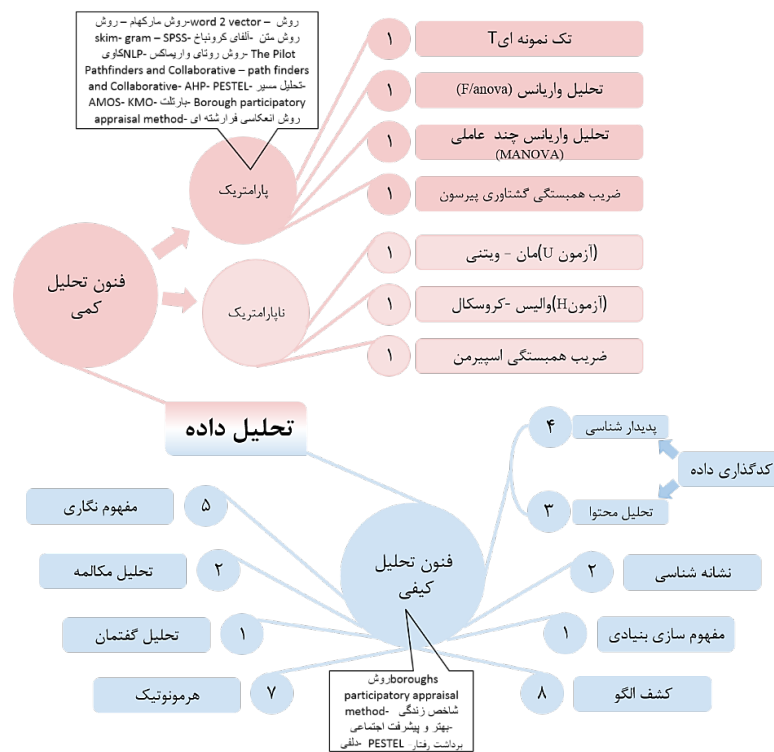 روش – word 2 vector-روش مارکهام – روش
روش متن -آلفای کرونباخ -skim- gram – SPSS
The Pilot -روش روتای واریماکس -NLPکاوی
Pathfinders and Collaborative – path finders
and Collaborative- AHP- PESTEL- تحلیل مسیر-
AMOS- KMO- بارتلت- Borough participatory
appraisal method- روش انعکاسی فرارشته ای
۱
تک نمونه ایT
۱
تحلیل واریانس (F/anova)
۱
تحلیل واریانس چند عاملی
(MANOVA)
۱
ضریب همبستگی گشتاوری پیرسون
پارامتریک
فنون تحلیل
کمی
ناپارامتریک
۱
(آزمون U)مان - ویتنی
۱
(آزمونH)والیس -کروسکال
۱
ضریب همبستگی اسپیرمن
تحلیل داده
۴
پدیدار شناسی
کدگذاری داده
۳
تحلیل محتوا
فنون تحلیل
کیفی
۵
مفهوم نگاری
۲
تحلیل مکالمه
۱
تحلیل گفتمان
۷
هرمونوتیک
۲
نشانه شناسی
۱
مفهوم سازی بنیادی
۸
کشف الگو
روشboroughs
participatory appraisal
method- شاخص زندگی
بهتر و پیشرفت اجتماعی-
برداشت رفتار- PESTEL -دلفی